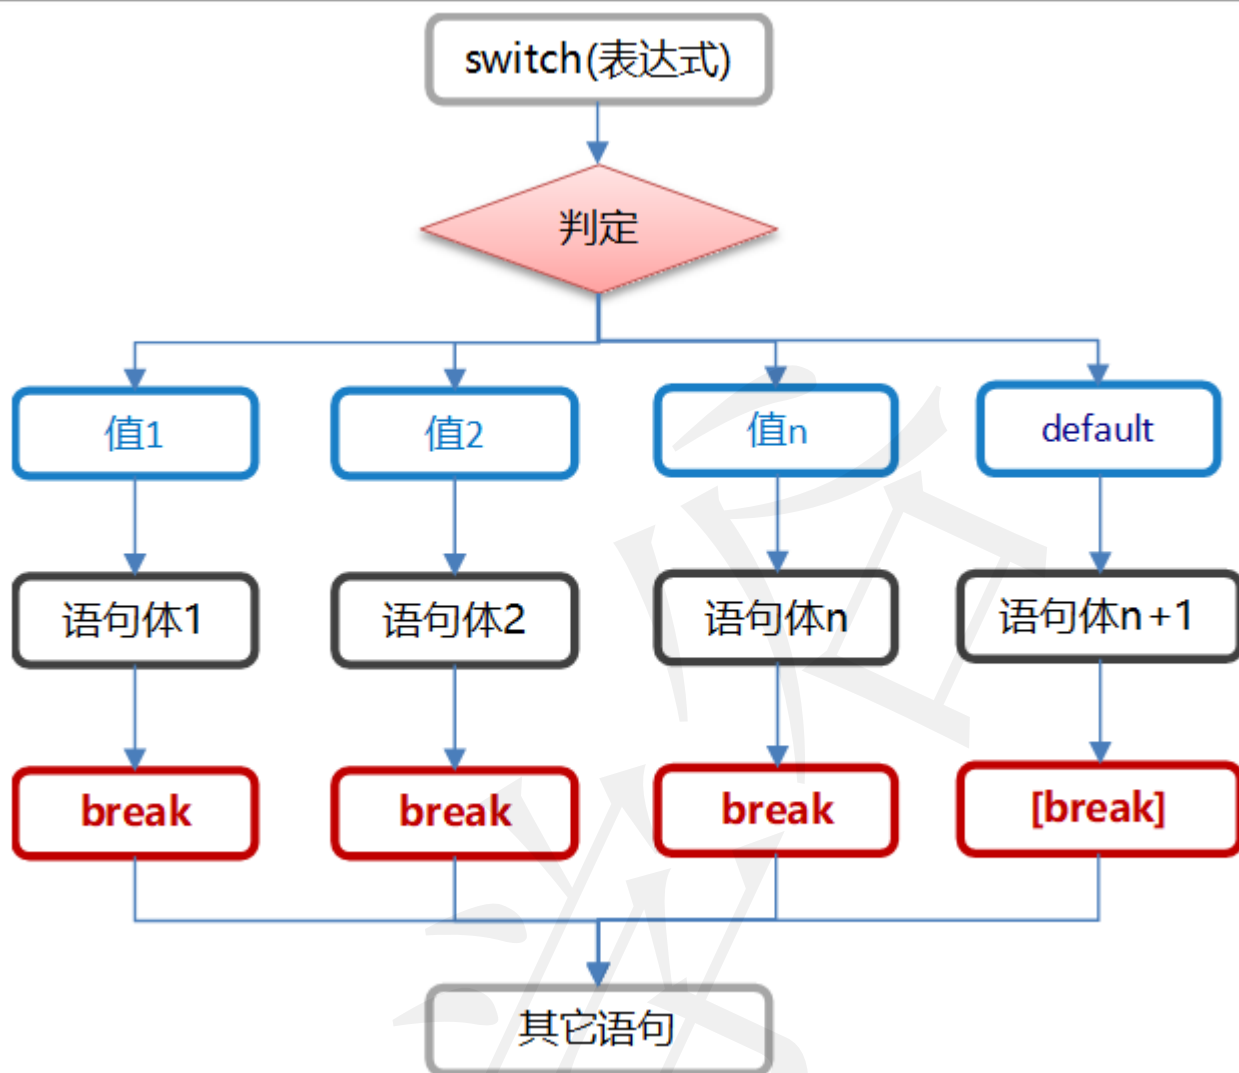 switch(表达式)
判定
值1
值2
值n
default
语句体1
语句体2
语句体n
语句体n+1
break
break
break
[break]
其它语句